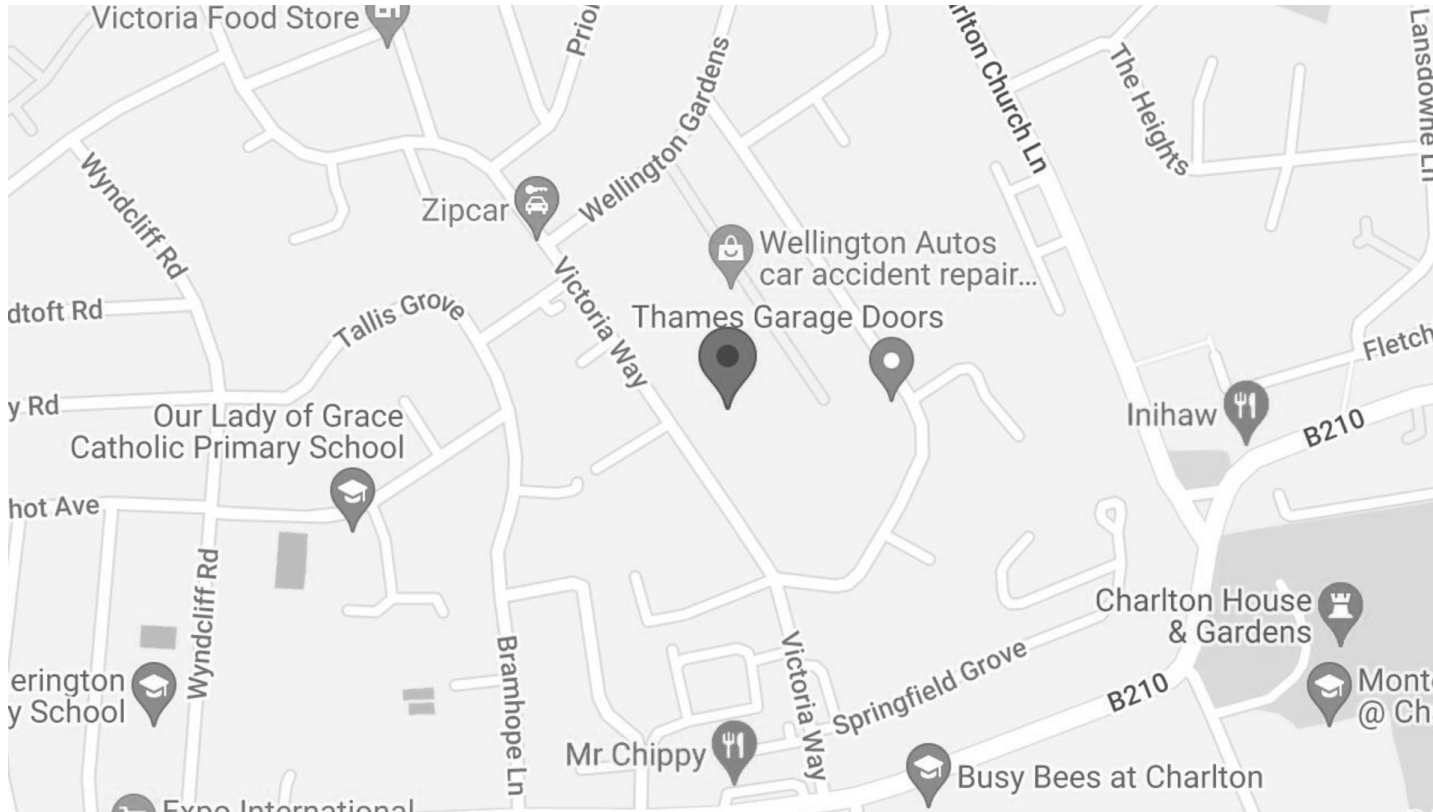 Victoria Food Store
Prior
Wellington Gardens
rlton Church Ln
The Heights
Lansdowne Ln
Wyndcliff Rd
Zipcar
Wellington Autos
car accident repair...
dtoft Rd
Tallis Grove
Victoria Way
Thames Garage Doors
Fletch
y Rd
Our Lady of Grace
Catholic Primary School
Inihaw
B210
hot Ave
Wyndcliff Rd
Charlton House
& Gardens
Bramhope Ln
Victoria Way
Springfield Grove
B210
erington
y School
Mont
@ Ch
Mr Chippy
Busy Bees at Charlton
Expo International